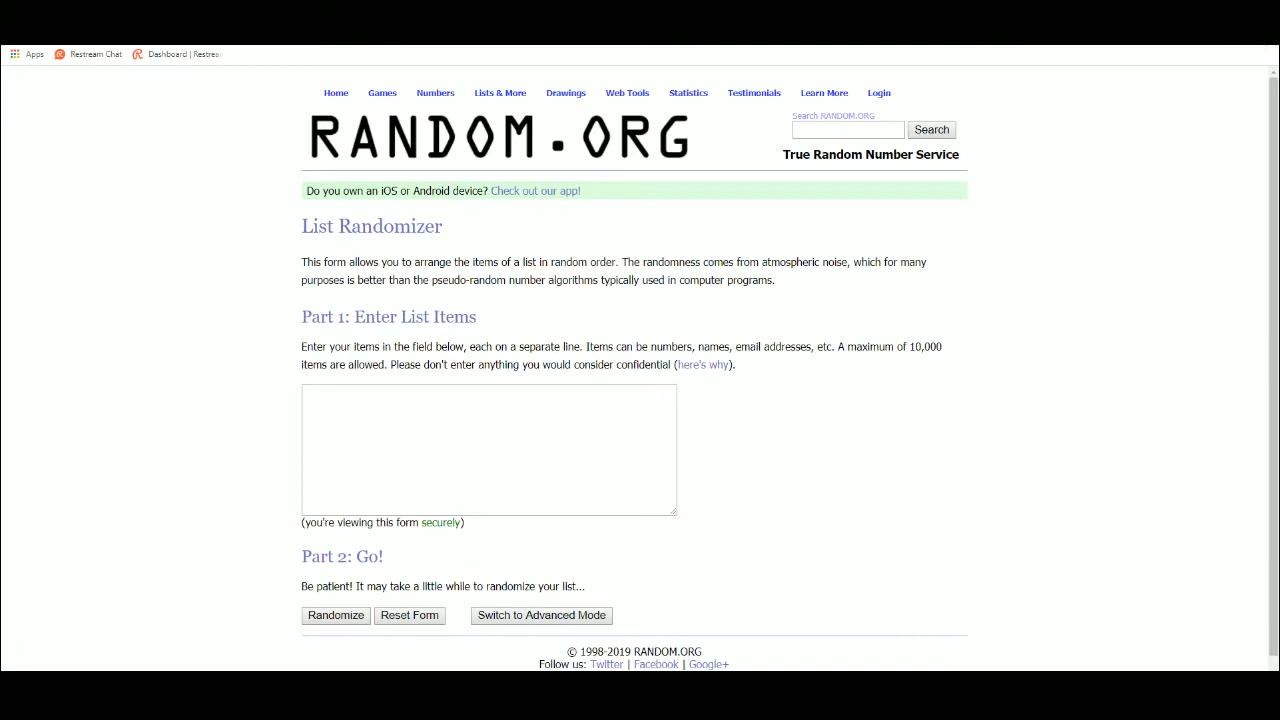 Apps Restream Chat Dashboard | Restrea
Home Games Numbers Lists & More Drawings Web Tools Statistics Testimonials Learn More Login
RANDOM.ORG
Search RANDOM.ORG
Search
True Random Number Service
Do you own an iOS or Android device? Check out our app!
List Randomizer
This form allows you to arrange the items of a list in random order. The randomness comes from atmospheric noise, which for many
purposes is better than the pseudo-random number algorithms typically used in computer programs.
Part 1: Enter List Items
Enter your items in the field below, each on a separate line. Items can be numbers, names, email addresses, etc. A maximum of 10,000
items are allowed. Please don't enter anything you would consider confidential (here's why).
(you're viewing this form securely)
Part 2: Go!
Be patient! It may take a little while to randomize your list...
Randomize Reset Form Switch to Advanced Mode
© 1998-2019 RANDOM.ORG
Follow us: Twitter | Facebook | Google+